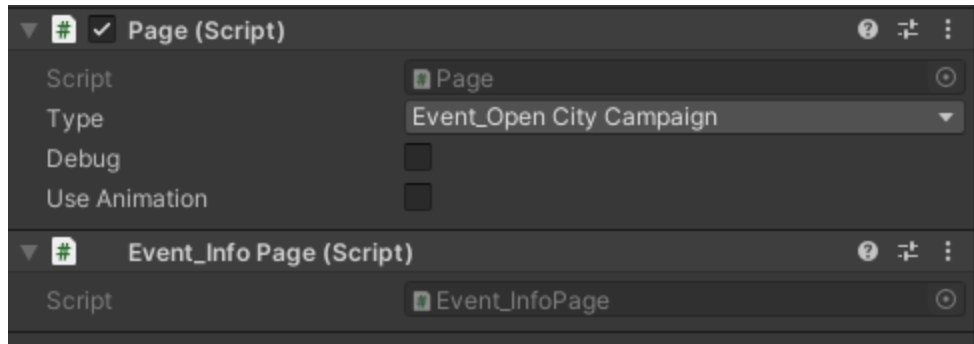 # Page (Script)
Script # Page
Type Event_Open City Campaign
Debug
Use Animation
# Event_Info Page (Script)
Script # Event_InfoPage